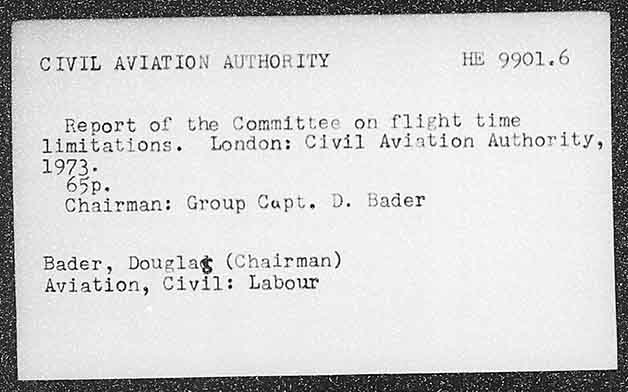 CIVIL AVIATION AUTHORITY HE 9901.6
Report of the Committee on flight time
limitations. London: Civil Aviation Authority,
1973.
65p.
Chairman: Group Capt. D. Bader
Bader, Douglas (Chairman)
Aviation, Civil: Labour